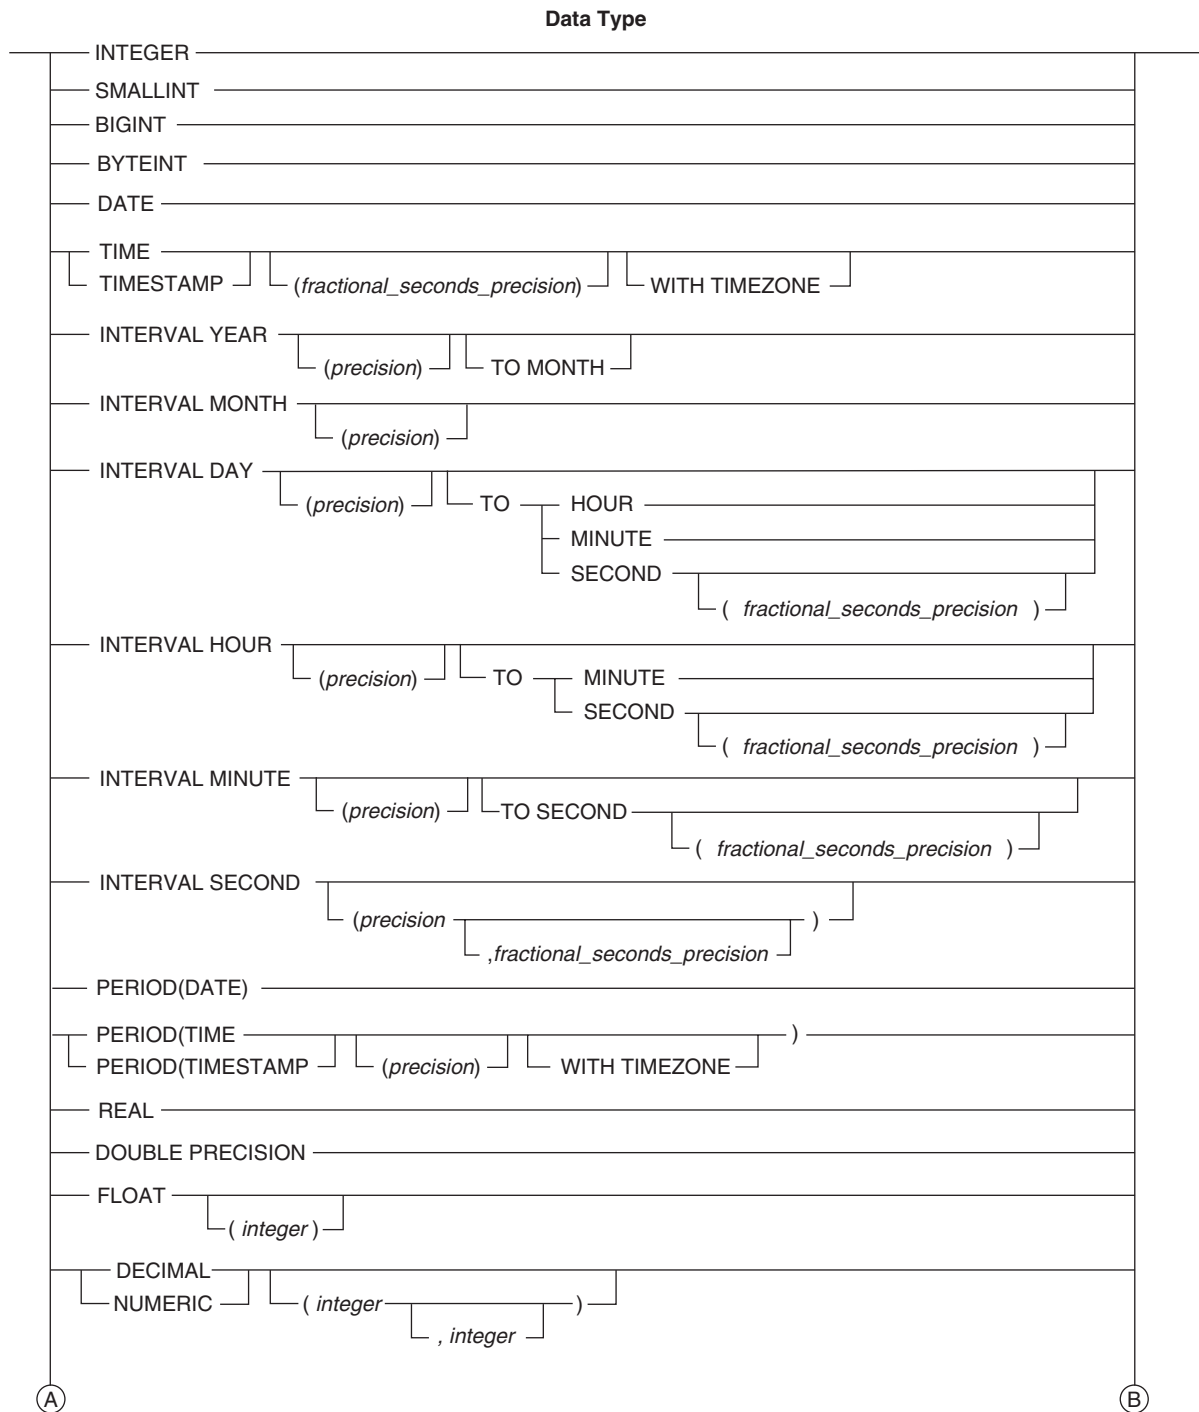 Data Type
INTEGER
SMALLINT
BIGINT
BYTEINT
DATE
TIME
TIMESTAMP (fractional_seconds_precision) WITH TIMEZONE
INTERVAL YEAR
(precision) TO MONTH
INTERVAL MONTH
(precision)
INTERVAL DAY
(precision) TO HOUR
MINUTE
SECOND
( fractional_seconds_precision )
INTERVAL HOUR
(precision) TO MINUTE
SECOND
( fractional_seconds_precision )
INTERVAL MINUTE
(precision) TO SECOND
( fractional_seconds_precision )
INTERVAL SECOND
(precision )
,fractional_seconds_precision
PERIOD(DATE)
PERIOD(TIME )
PERIOD(TIMESTAMP (precision) WITH TIMEZONE
REAL
DOUBLE PRECISION
FLOAT
( integer )
DECIMAL
NUMERIC ( integer )
, integer
A B